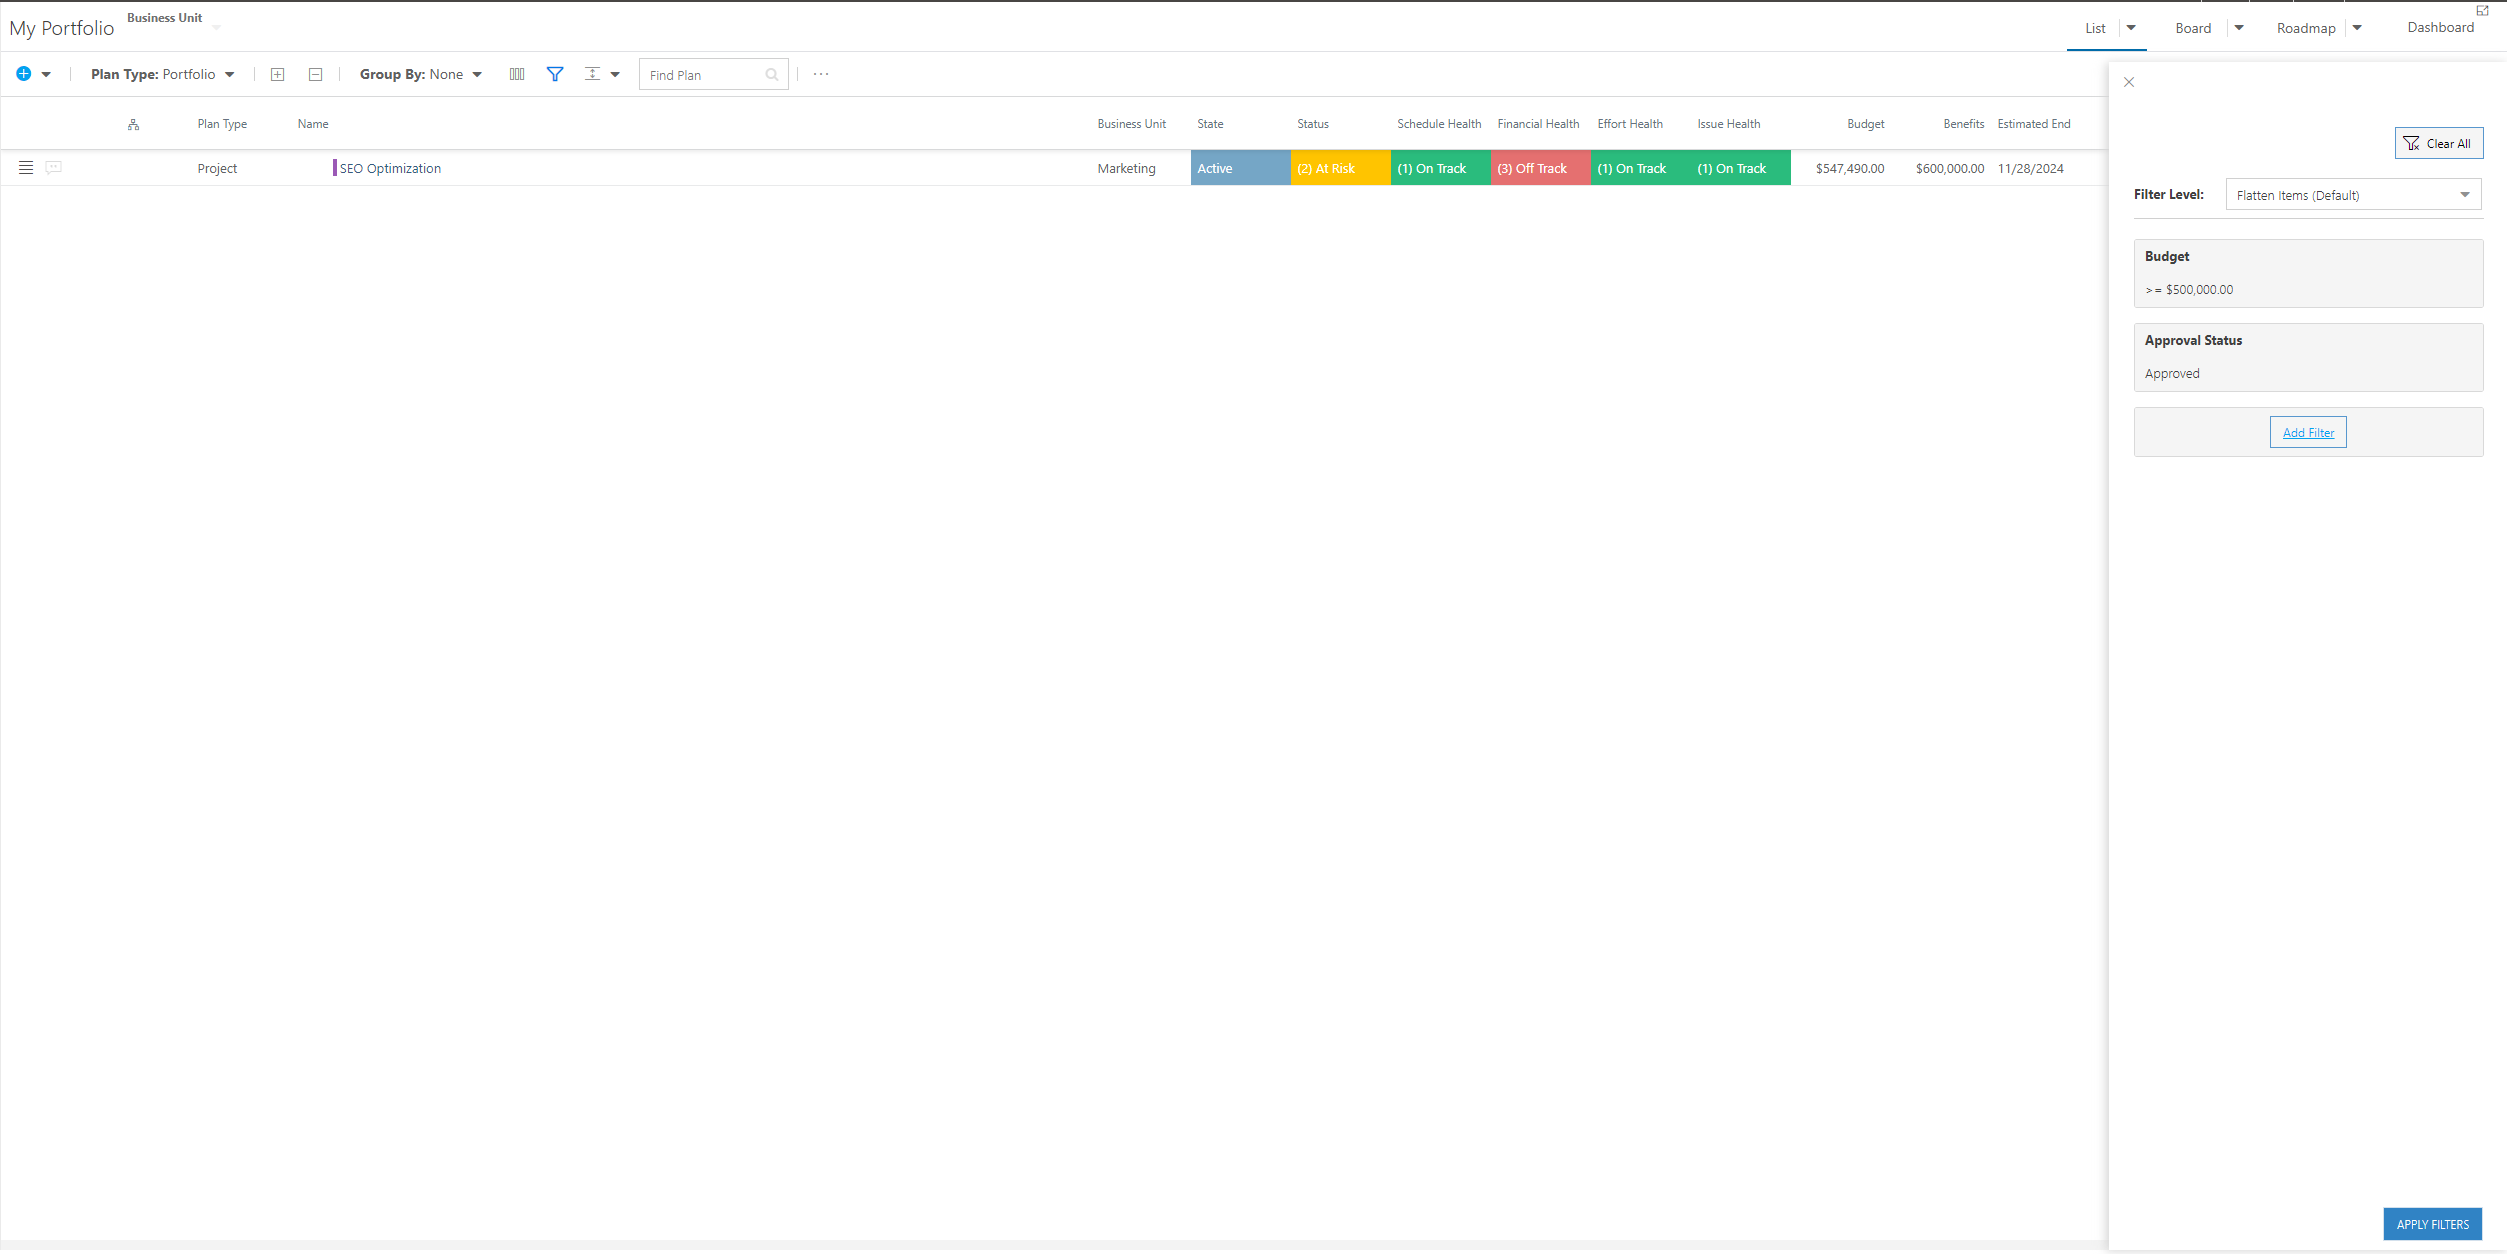 My Portfolio
Business Unit
List
Board
Roadmap
Dashboard
Plan Type: Portfolio
Group By: None
Find Plan
Plan Type Name Business Unit State Status Schedule Health Financial Health Effort Health Issue Health Budget Benefits Estimated End
Project SEO Optimization Marketing Active (2) At Risk (1) On Track (3) Off Track (1) On Track (1) On Track $547,490.00 $600,000.00 11/28/2024
Clear All
Filter Level: Flatten Items (Default)
Budget
>= $500,000.00
Approval Status
Approved
Add Filter
APPLY FILTERS